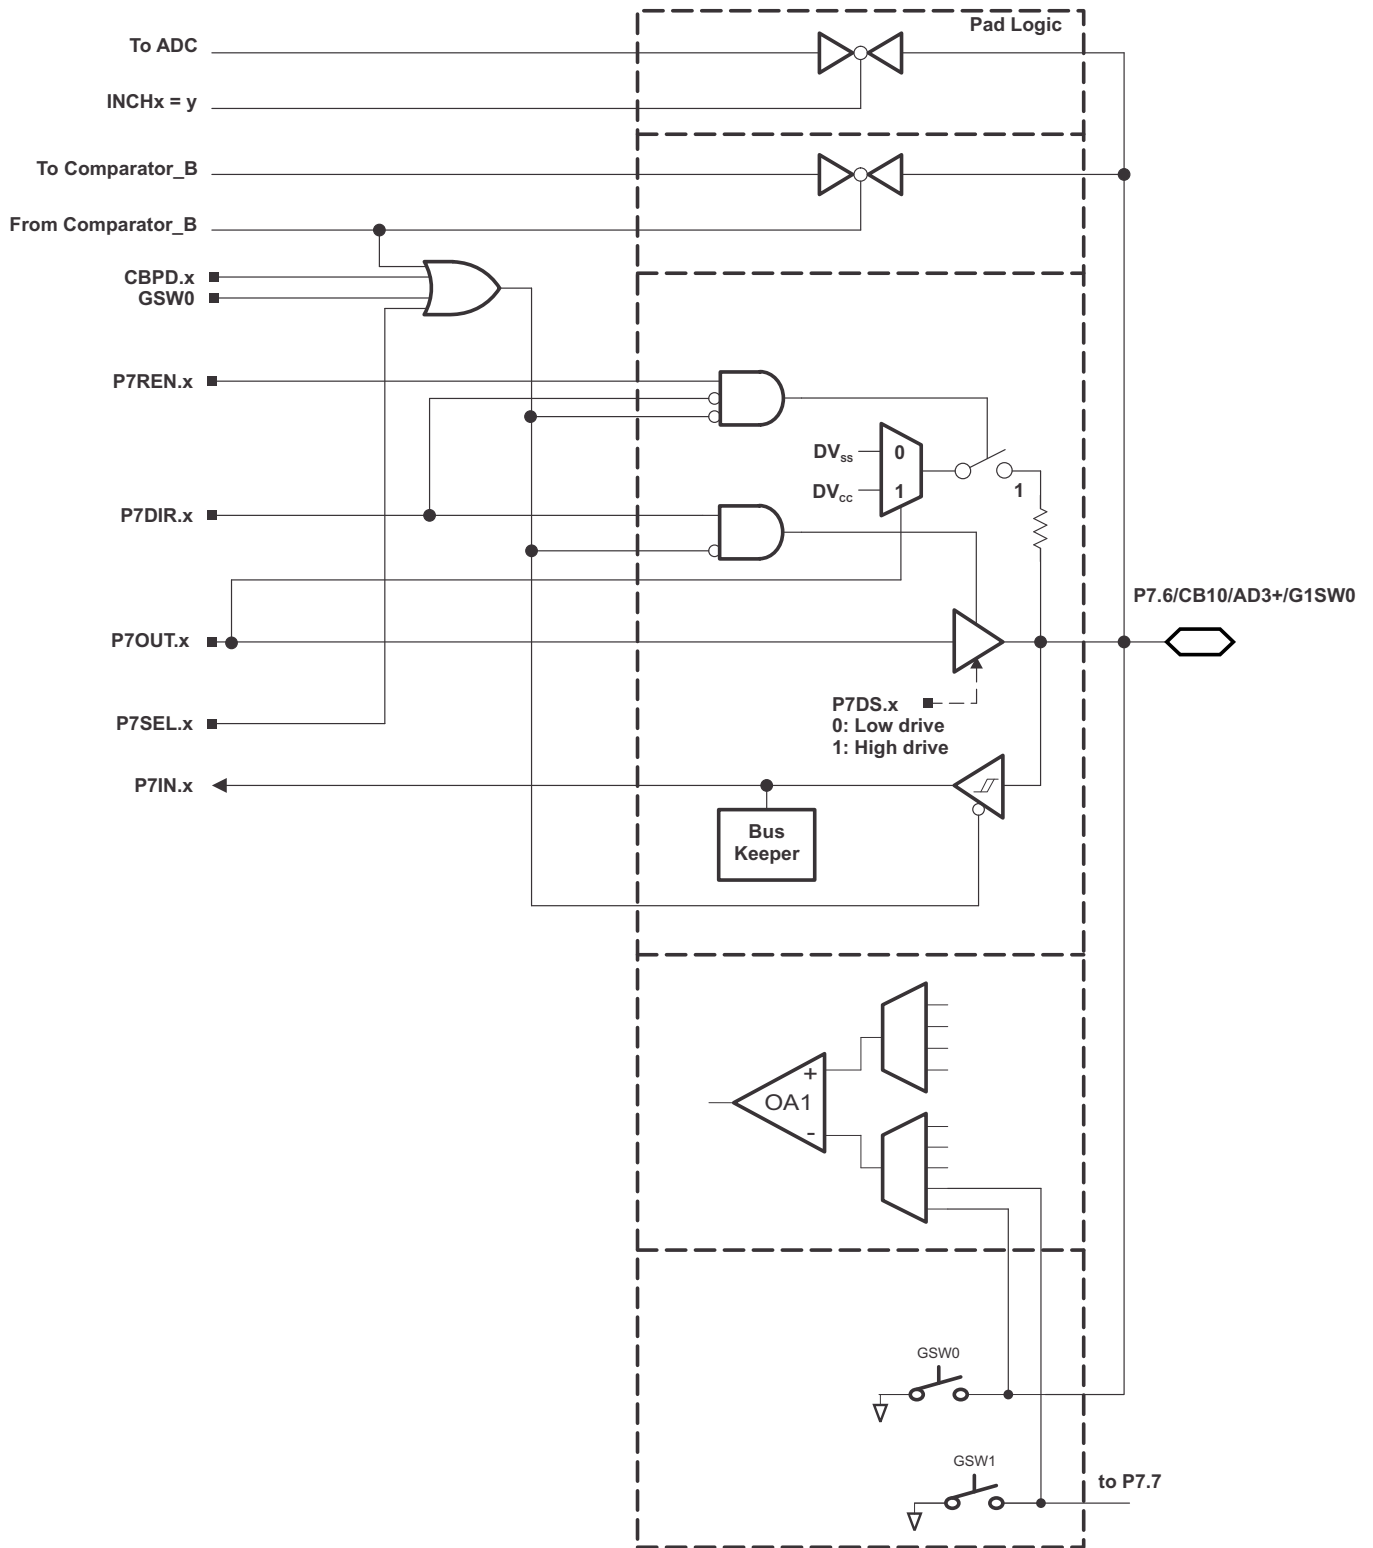 Pad Logic
To ADC
INCHx = y
To Comparator_B
From Comparator_B
CBPD.x
GSW0
P7REN.x
DVSS
0
DVCC
1
1
P7DIR.x
P7.6/CB10/AD3+/G1SW0
P7OUT.x
P7DS.x
0: Low drive
1: High drive
P7SEL.x
P7IN.x
Bus
Keeper
+
OA1
-
GSW0
GSW1
to P7.7